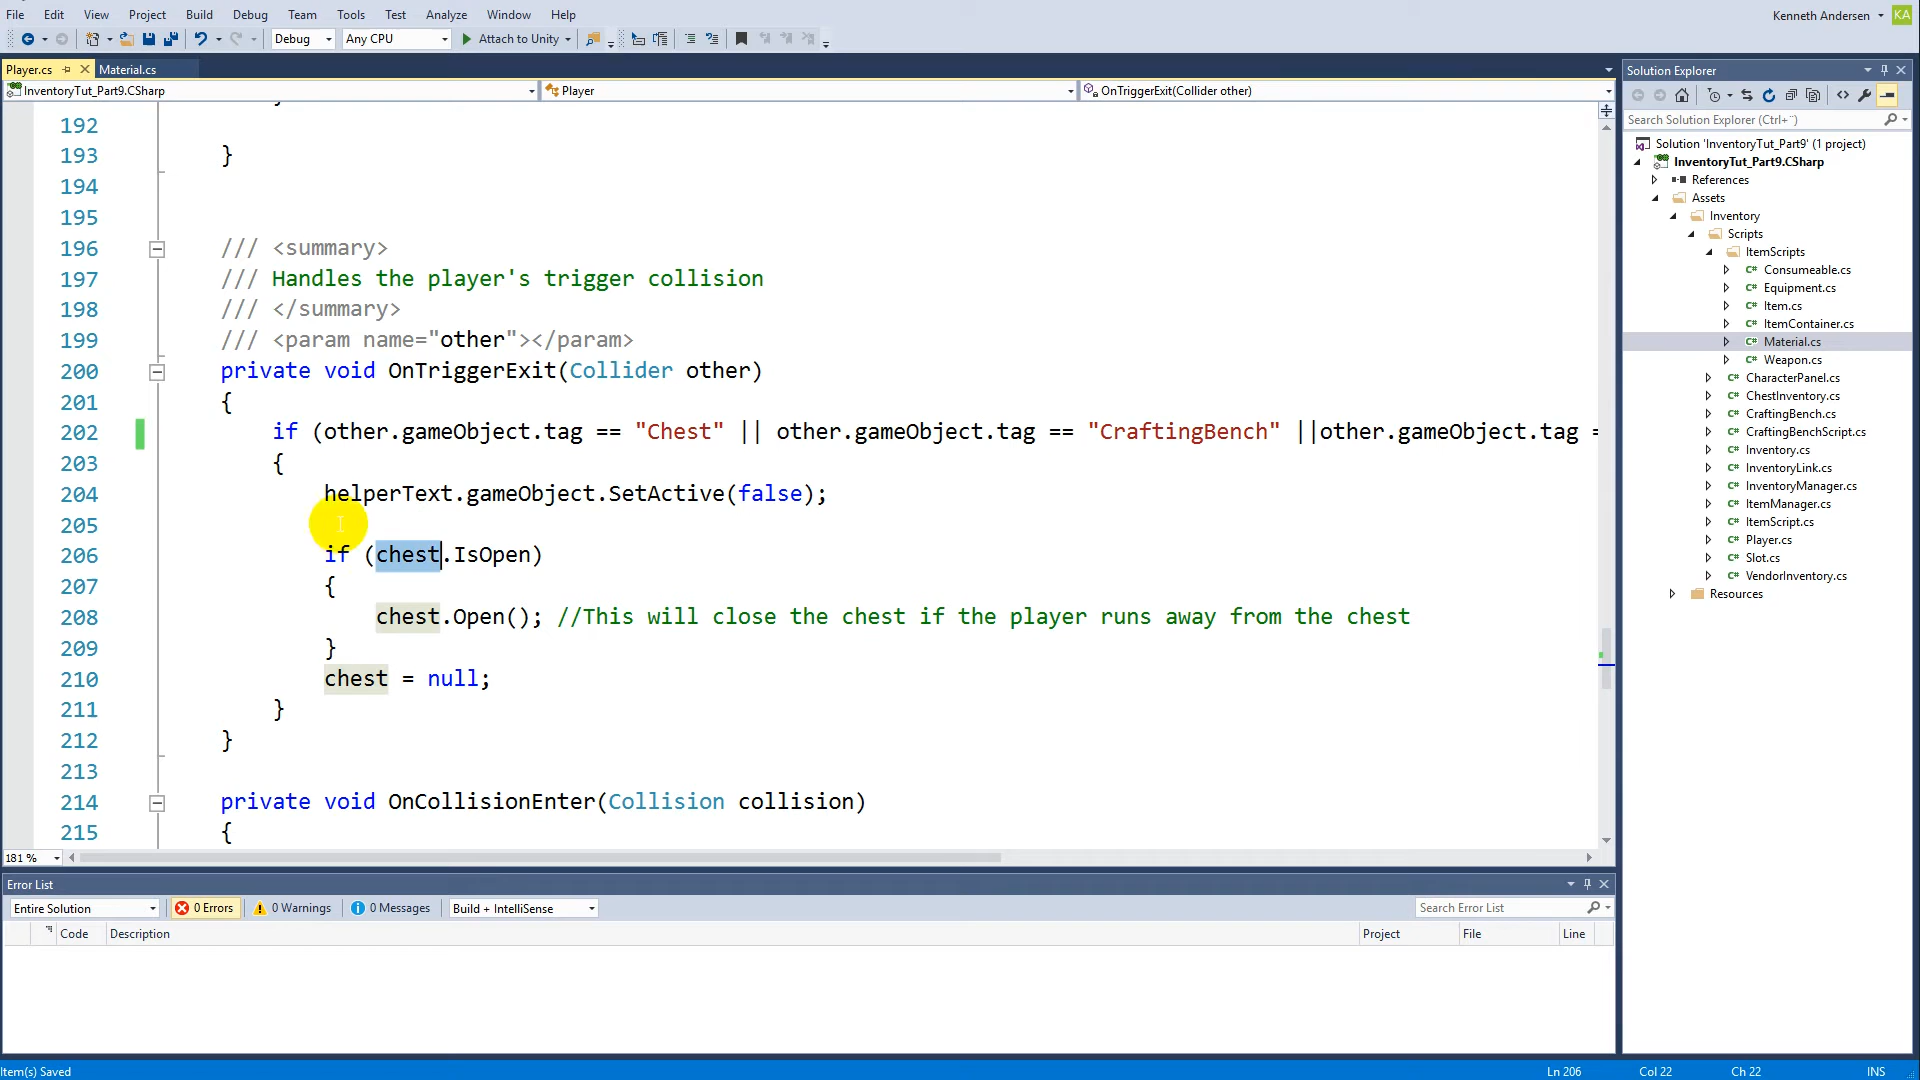 File Edit View Project Build Debug Team Tools Test Analyze Window Help
Kenneth Andersen KA
Debug Any CPU Attach to Unity
Player.cs Material.cs
InventoryTut_Part9.CSharp Player OnTriggerExit(Collider other)
192
193 }
194
195
196 /// <summary>
197 /// Handles the player's trigger collision
198 /// </summary>
199 /// <param name="other"></param>
200 private void OnTriggerExit(Collider other)
201 {
202 if (other.gameObject.tag == "Chest" || other.gameObject.tag == "CraftingBench" ||other.gameObject.tag =
203 {
204 helperText.gameObject.SetActive(false);
205
206 if (chest.IsOpen)
207 {
208 chest.Open(); //This will close the chest if the player runs away from the chest
209 }
210 chest = null;
211 }
212 }
213
214 private void OnCollisionEnter(Collision collision)
215 {
181 %
Error List
Entire Solution 0 Errors 0 Warnings 0 Messages Build + IntelliSense Search Error List
Code Description Project File Line
Item(s) Saved Ln 206 Col 22 Ch 22 INS
Solution Explorer
Search Solution Explorer (Ctrl+¨)
Solution 'InventoryTut_Part9' (1 project)
InventoryTut_Part9.CSharp
References
Assets
Inventory
Scripts
ItemScripts
C# Consumeable.cs
C# Equipment.cs
C# Item.cs
C# ItemContainer.cs
C# Material.cs
C# Weapon.cs
C# CharacterPanel.cs
C# ChestInventory.cs
C# CraftingBench.cs
C# CraftingBenchScript.cs
C# Inventory.cs
C# InventoryLink.cs
C# InventoryManager.cs
C# ItemManager.cs
C# ItemScript.cs
C# Player.cs
C# Slot.cs
C# VendorInventory.cs
Resources